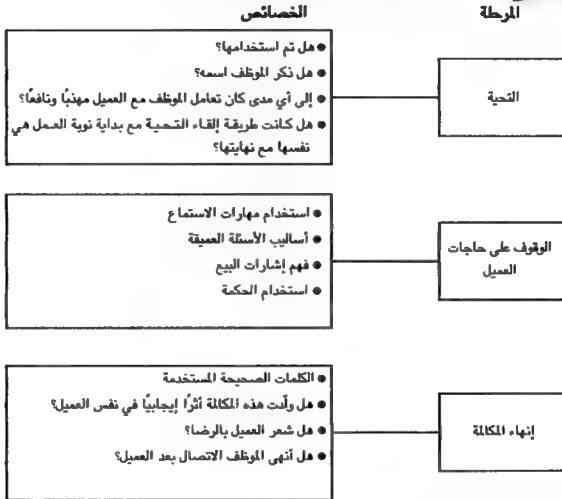 المرحلة
الخصائص
التحية
● هل تم استخدامها؟
● هل ذكر الموظف اسمه؟
● إلى أي مدى كان تعامل الموظف مع العميل مهذبًا ونافعًا؟
● هل كانت طريقة إلقاء التحية مع بداية نوبة العمل هي
نفسها مع نهايتها؟
الوقوف على حاجات
العميل
● استخدام مهارات الاستماع
● أساليب الأسئلة العميقة
● فهم إشارات البيع
● استخدام الحكمة
إنهاء المكالمة
● الكلمات الصحيحة المستخدمة
● هل ولَّدت هذه المكالمة أثرًا إيجابيًا في نفس العميل؟
● هل شعر العميل بالرضا؟
● هل أنهى الموظف الاتصال بعد العميل؟